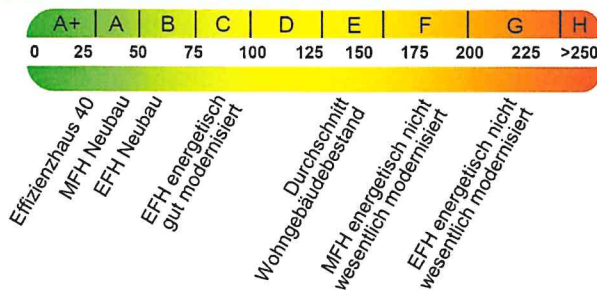 A+ A B C D E F G H
0 25 50 75 100 125 150 175 200 225 >250
Effizienzhaus 40
MFH Neubau
EFH Neubau
EFH energetisch
gut modernisiert
Durchschnitt
Wohngebäudebestand
MFH energetisch nicht
wesentlich modernisiert
EFH energetisch nicht
wesentlich modernisiert